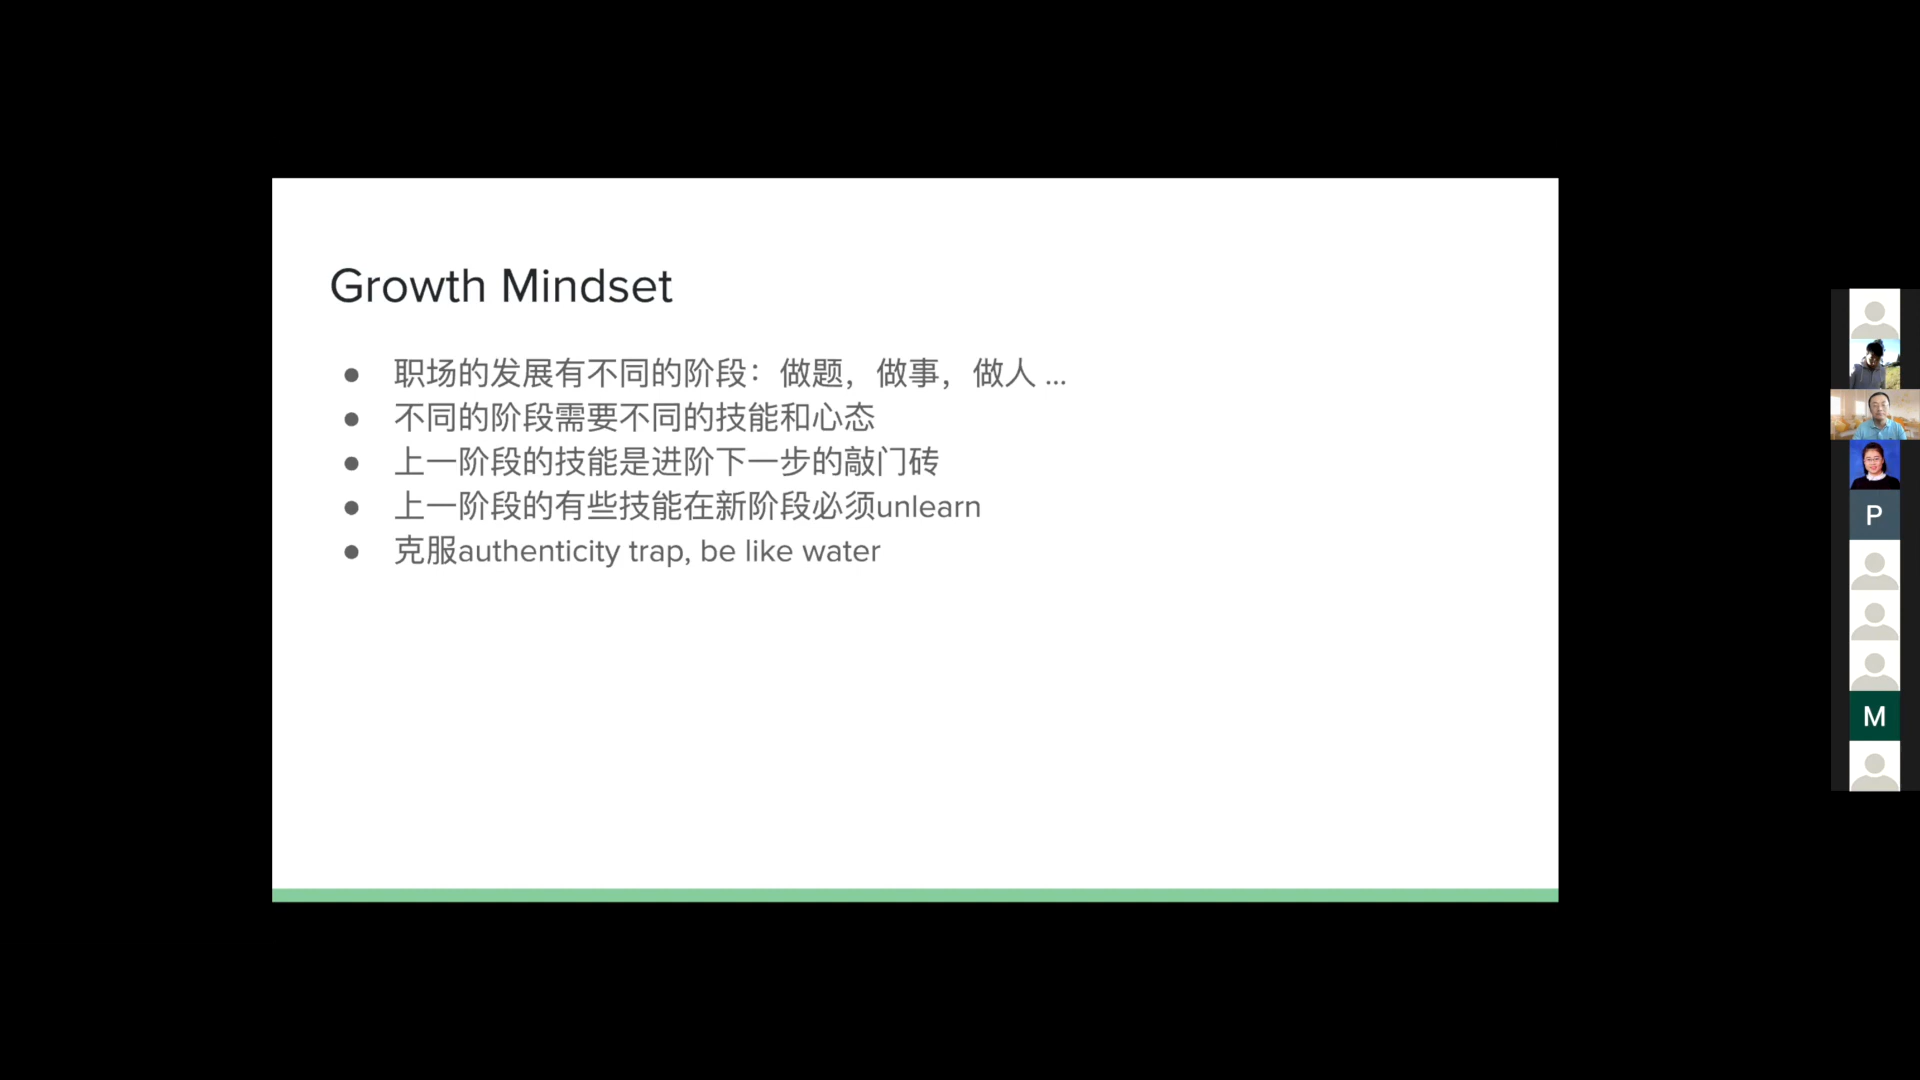 Growth Mindset
● 职场的发展有不同的阶段：做题，做事，做人 ...
● 不同的阶段需要不同的技能和心态
● 上一阶段的技能是进阶下一步的敲门砖
● 上一阶段的有些技能在新阶段必须unlearn
● 克服authenticity trap, be like water
P
M